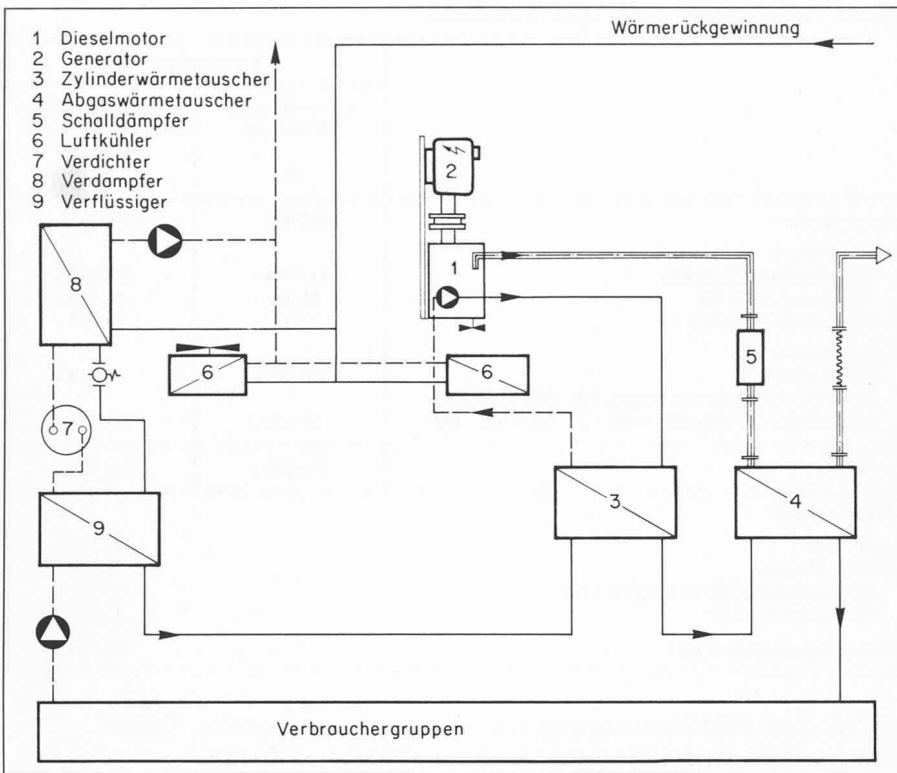 1 Dieselmotor
2 Generator
3 Zylinderwärmetauscher
4 Abgaswärmetauscher
5 Schalldämpfer
6 Luftkühler
7 Verdichter
8 Verdampfer
9 Verflüssiger
Wärmerückgewinnung
2
1
8
6
6
5
7
9
3
4
Verbrauchergruppen